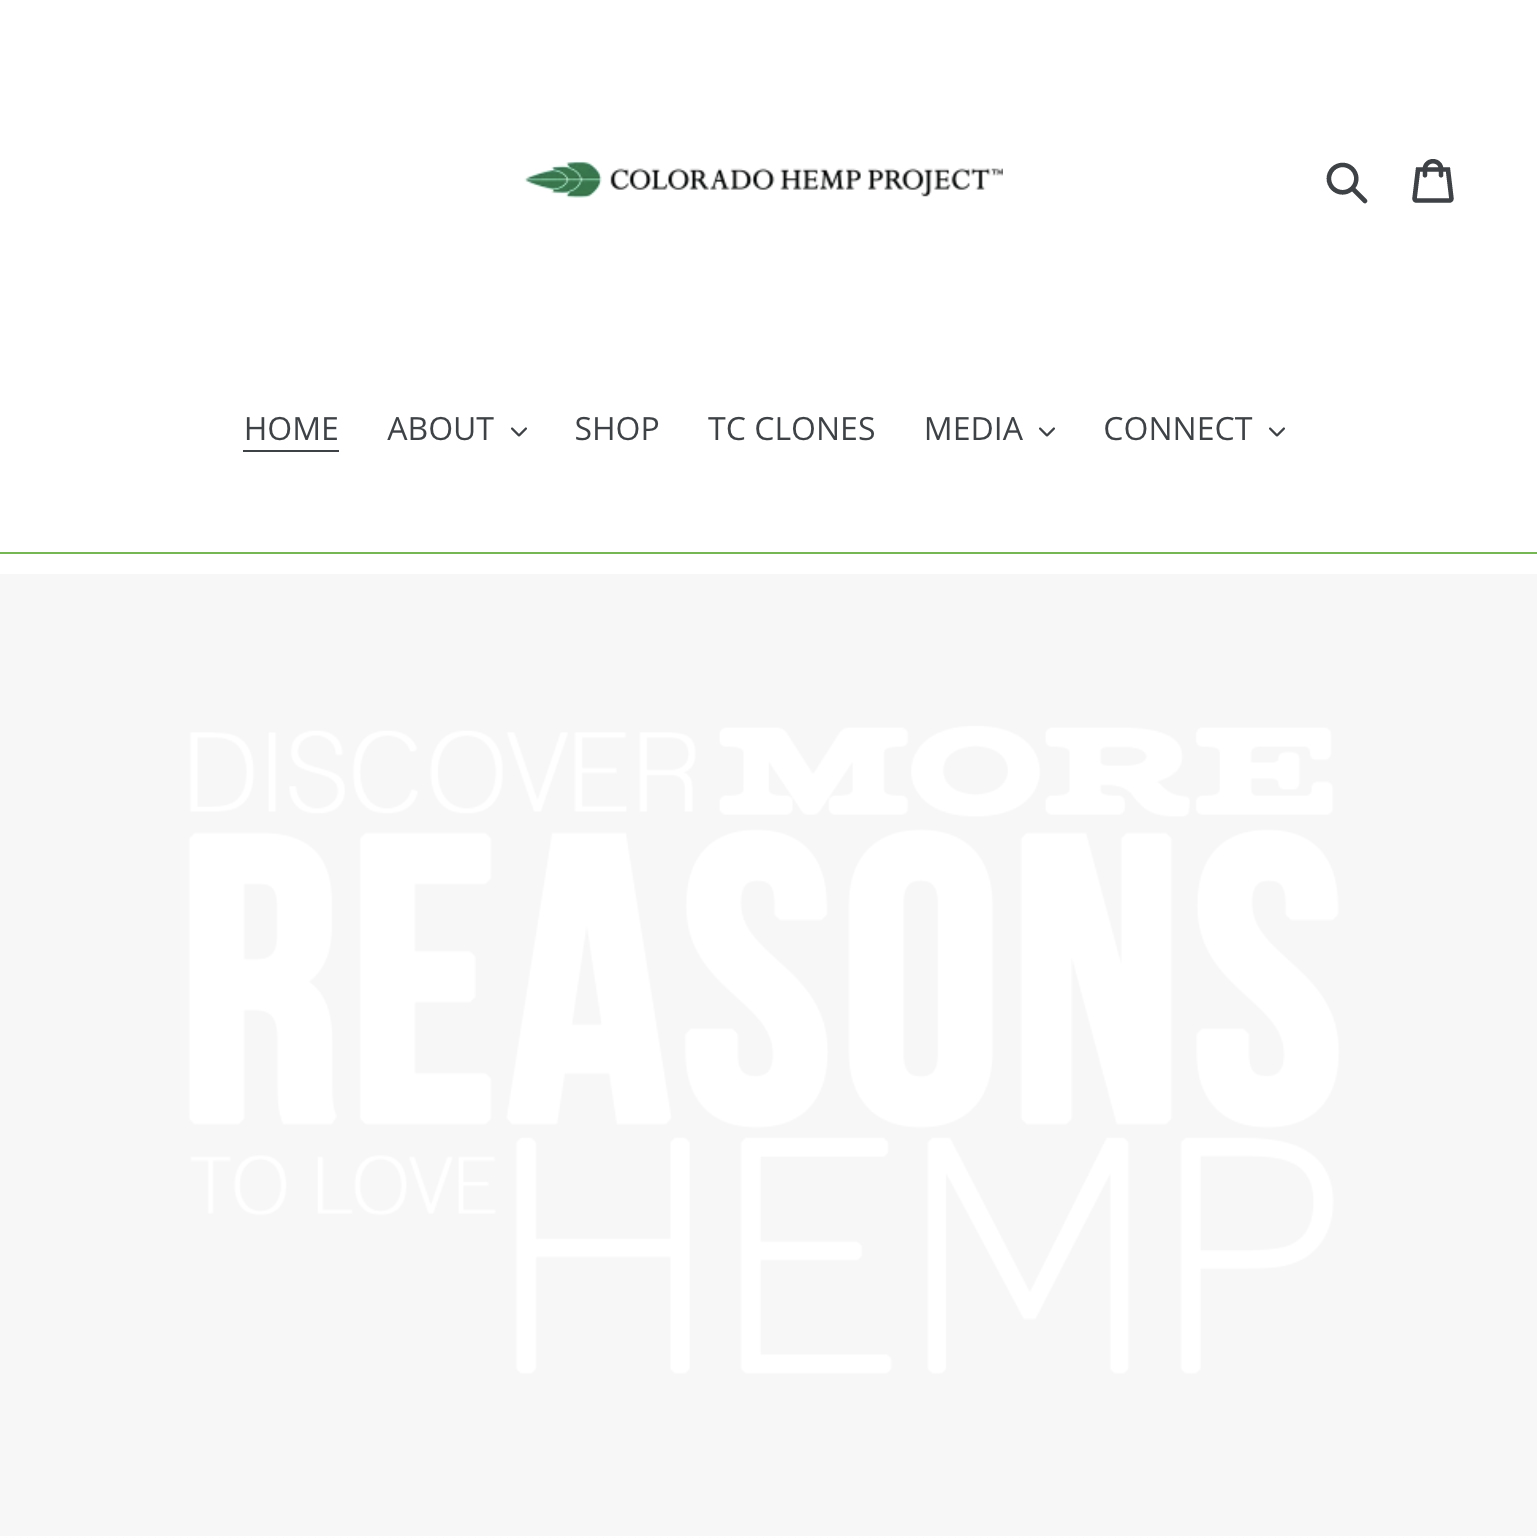 COLORADO HEMP PROJECT™
HOME ABOUT SHOP TC CLONES MEDIA CONNECT
DISCOVER MORE
REASONS
TO LOVE HEMP